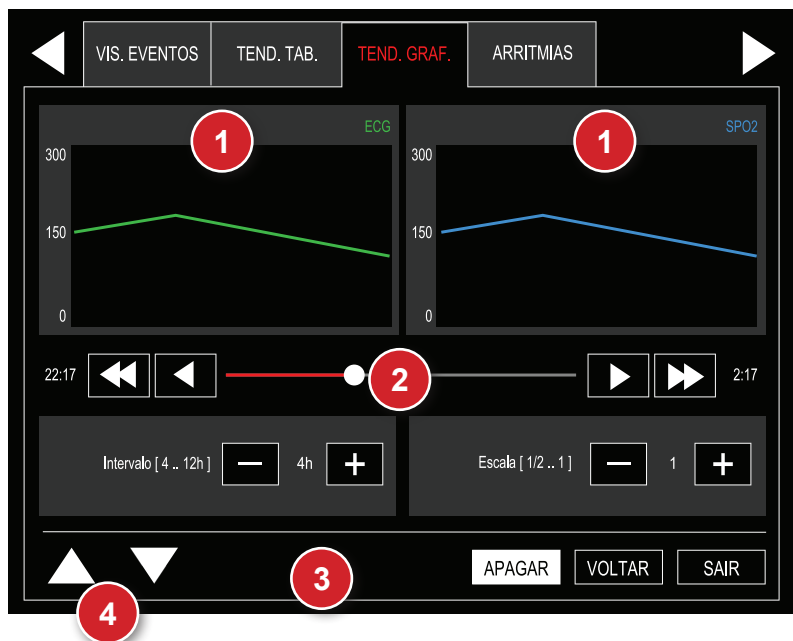 VIS. EVENTOS TEND. TAB. TEND. GRAF. ARRITMIAS
1 ECG 1 SPO2
300 300
150 150
0 0
22:17 2 2:17
Intervalo [ 4 .. 12h ] 4h Escala [ 1/2 .. 1 ] 1
3 APAGAR VOLTAR SAIR
4